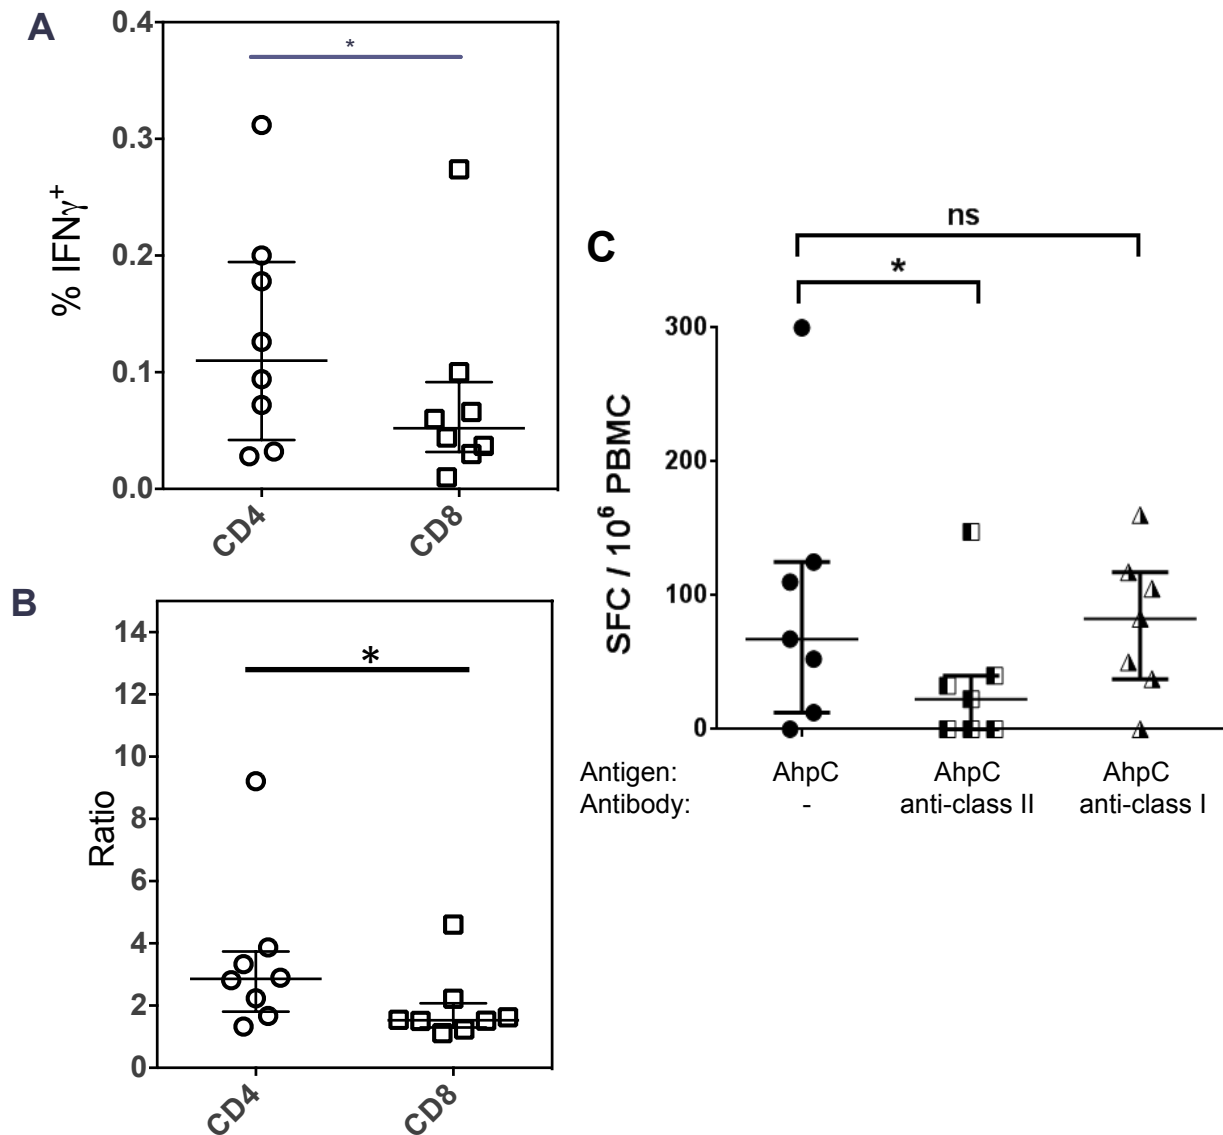 A
0.4
*
0.3
% IFNγ+
0.2
0.1
0.0
CD4
CD8
B
14
*
12
10
Ratio
8
6
4
2
0
CD4
CD8
C
ns
*
300
SFC / 10⁶ PBMC
200
100
0
Antigen: AhpC AhpC AhpC
Antibody: - anti-class II anti-class I